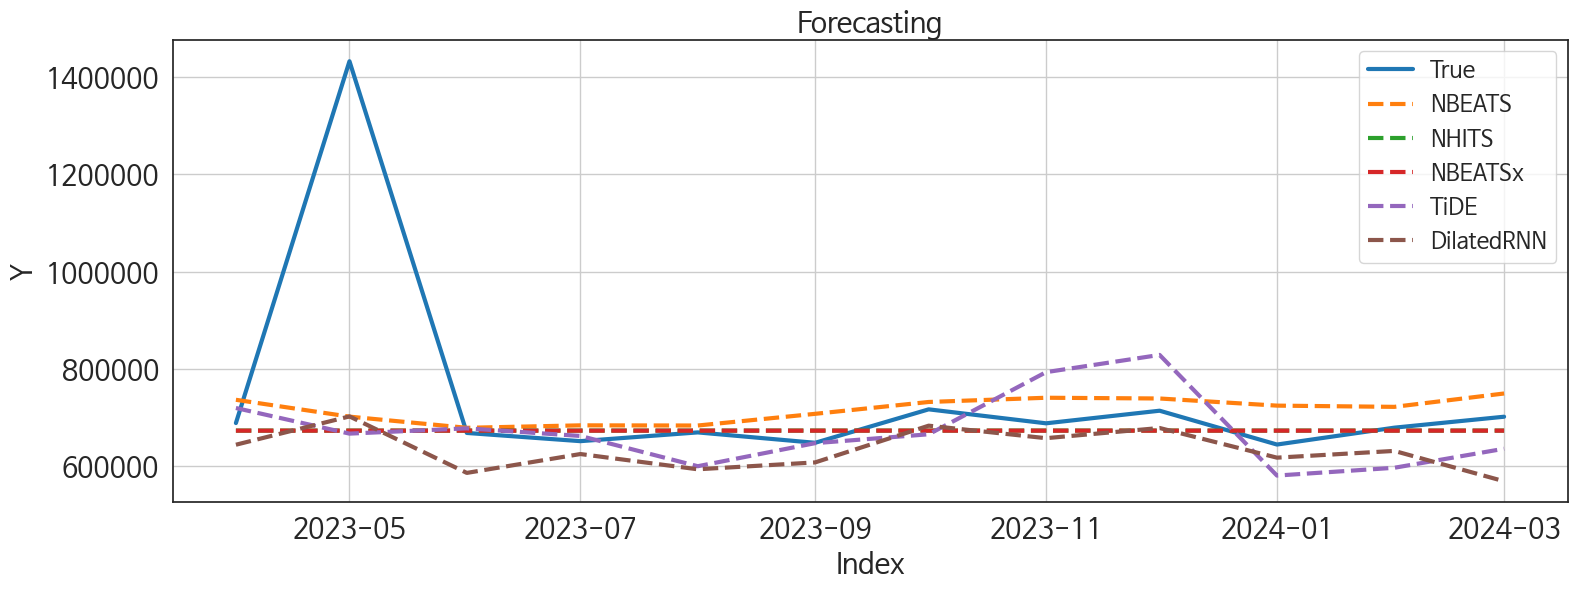 Forecasting
1400000
1200000
1000000
800000
600000
Y
True
NBEATS
NHITS
NBEATSx
TiDE
DilatedRNN
2023-05
2023-07
2023-09
2023-11
2024-01
2024-03
Index